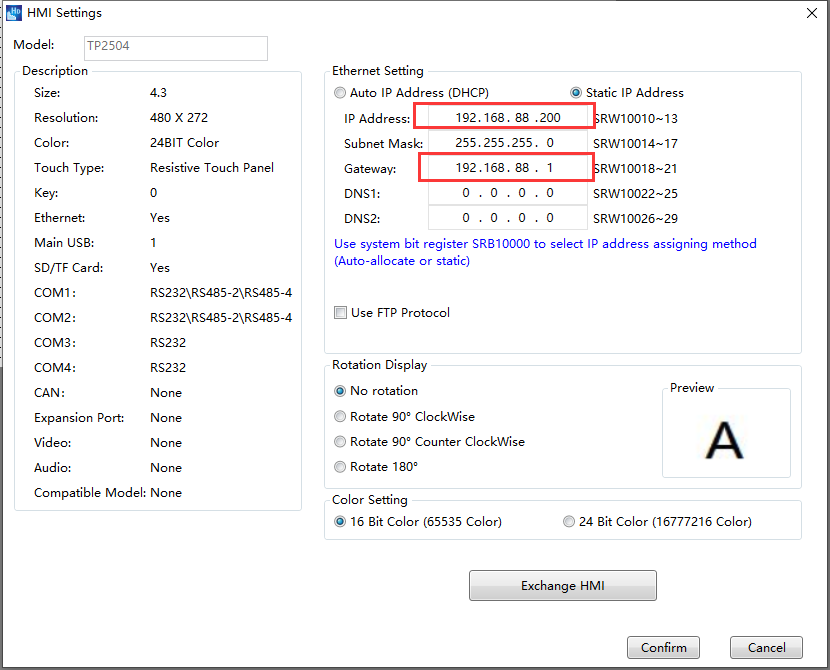 HMI Settings
Model: TP2504
Description
Size: 4.3
Resolution: 480 X 272
Color: 24BIT Color
Touch Type: Resistive Touch Panel
Key: 0
Ethernet: Yes
Main USB: 1
SD/TF Card: Yes
COM1: RS232\RS485-2\RS485-4
COM2: RS232\RS485-2\RS485-4
COM3: RS232
COM4: RS232
CAN: None
Expansion Port: None
Video: None
Audio: None
Compatible Model: None
Ethernet Setting
Auto IP Address (DHCP) Static IP Address
IP Address: 192.168. 88 .200 SRW10010~13
Subnet Mask: 255.255.255. 0 SRW10014~17
Gateway: 192.168. 88 . 1 SRW10018~21
DNS1: 0 . 0 . 0 . 0 SRW10022~25
DNS2: 0 . 0 . 0 . 0 SRW10026~29
Use system bit register SRB10000 to select IP address assigning method
(Auto-allocate or static)
Use FTP Protocol
Rotation Display
No rotation
Rotate 90° ClockWise
Rotate 90° Counter ClockWise
Rotate 180°
Preview
A
Color Setting
16 Bit Color (65535 Color) 24 Bit Color (16777216 Color)
Exchange HMI
Confirm Cancel